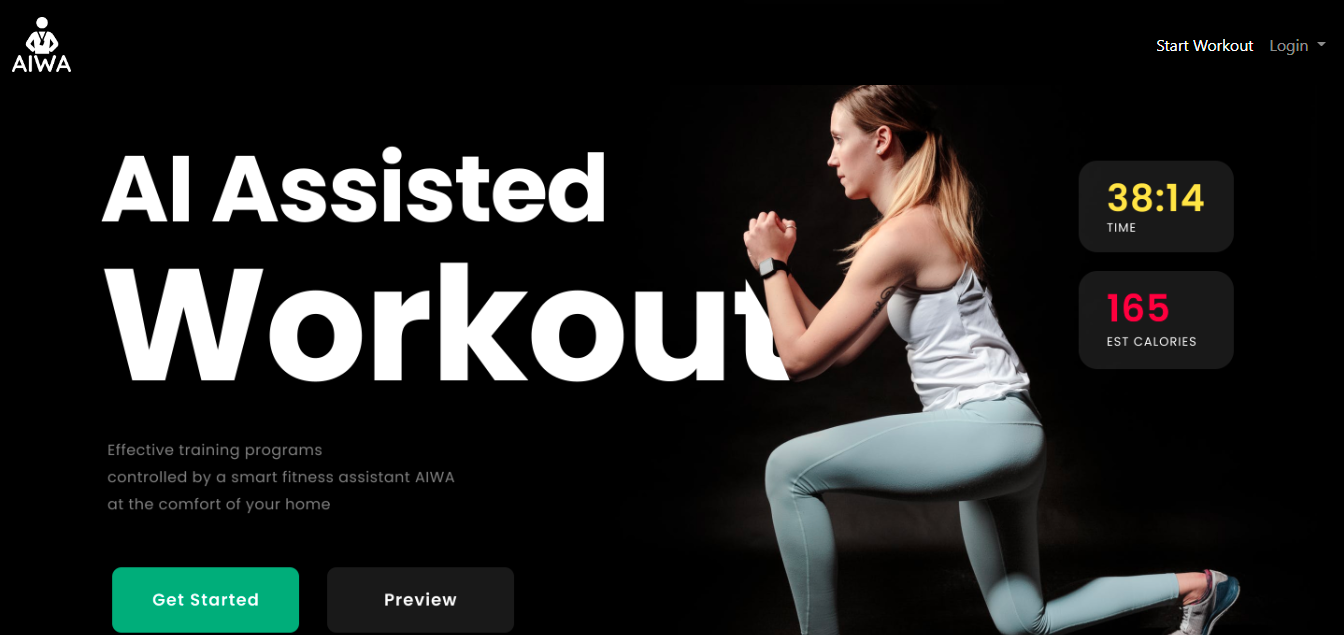 AIWA
Start Workout
Login
AI Assisted
Workout
38:14
TIME
165
EST CALORIES
Effective training programs
controlled by a smart fitness assistant AIWA
at the comfort of your home
Get Started
Preview